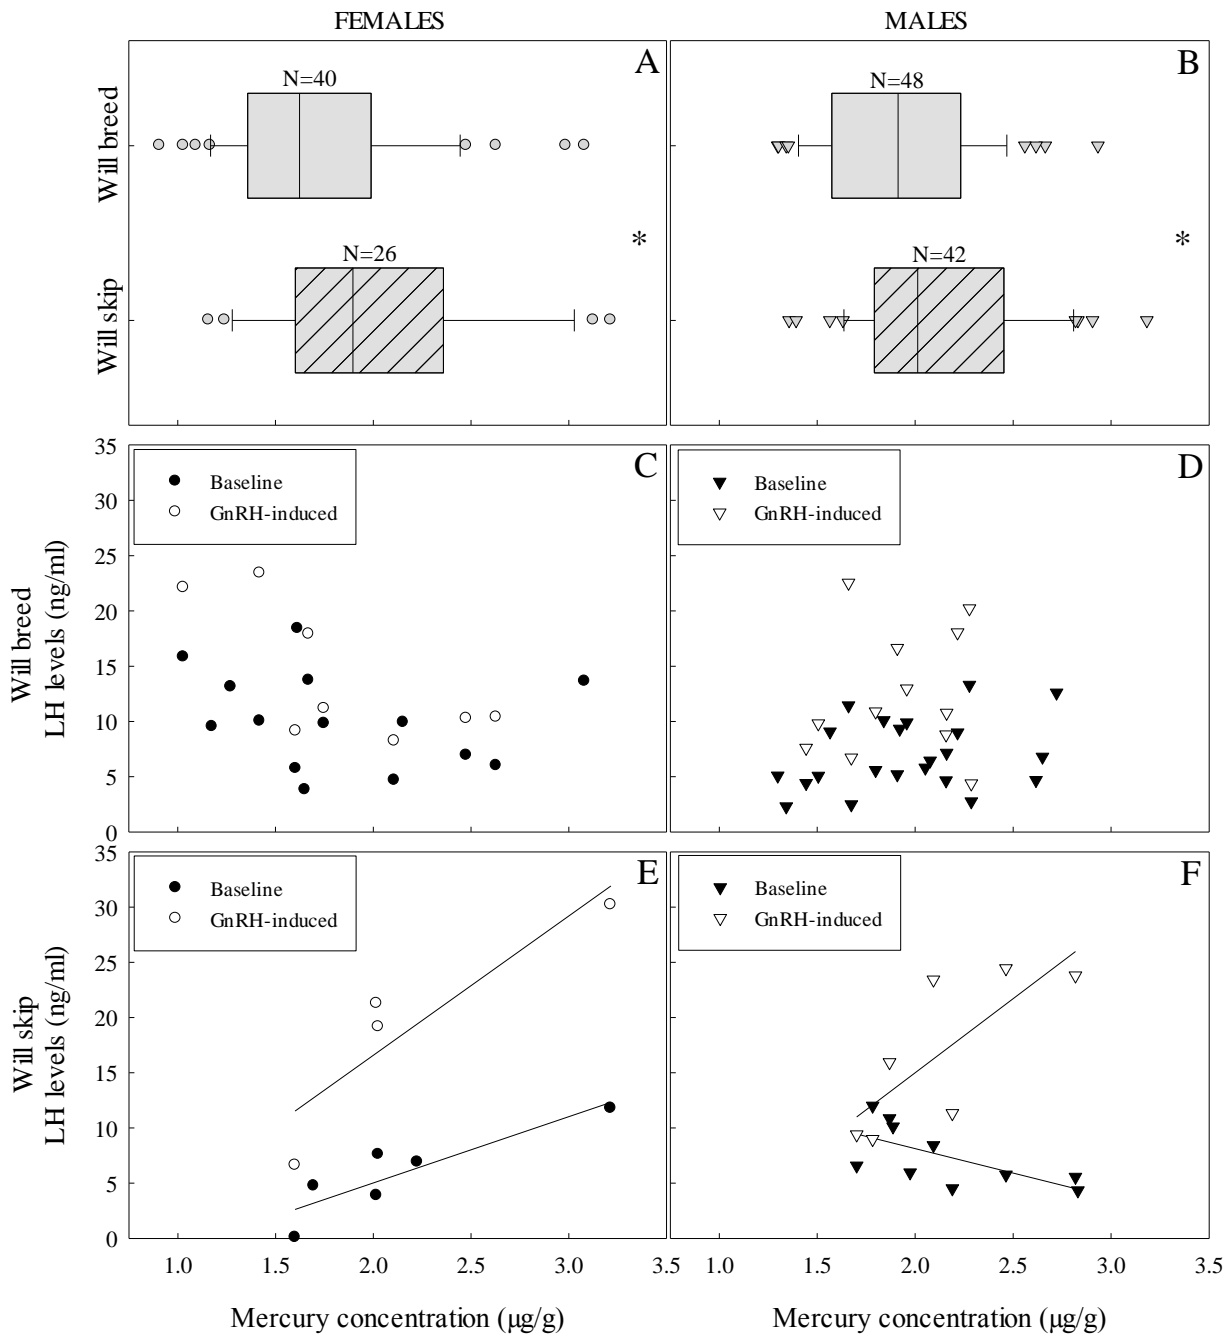 FEMALES
MALES
A
B
Will breed
N=40
N=48
*
*
Will skip
N=26
N=42
C
D
Baseline
GnRH-induced
Baseline
GnRH-induced
Will breed
LH levels (ng/ml)
35
30
25
20
15
10
5
0
E
F
Baseline
GnRH-induced
Baseline
GnRH-induced
Will skip
LH levels (ng/ml)
35
30
25
20
15
10
5
0
1.0 1.5 2.0 2.5 3.0 3.5
1.0 1.5 2.0 2.5 3.0 3.5
Mercury concentration (µg/g)
Mercury concentration (µg/g)